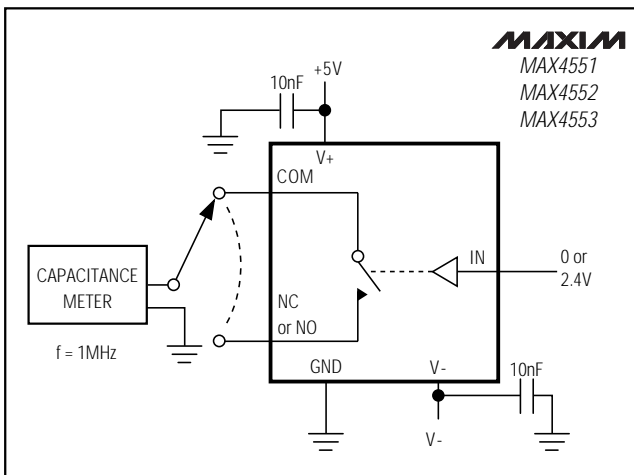 MAXIM
MAX4551
MAX4552
MAX4553
+5V
10nF
V+
COM
CAPACITANCE
METER
f = 1MHz
NC
or NO
IN
0 or
2.4V
GND
V-
10nF
V-